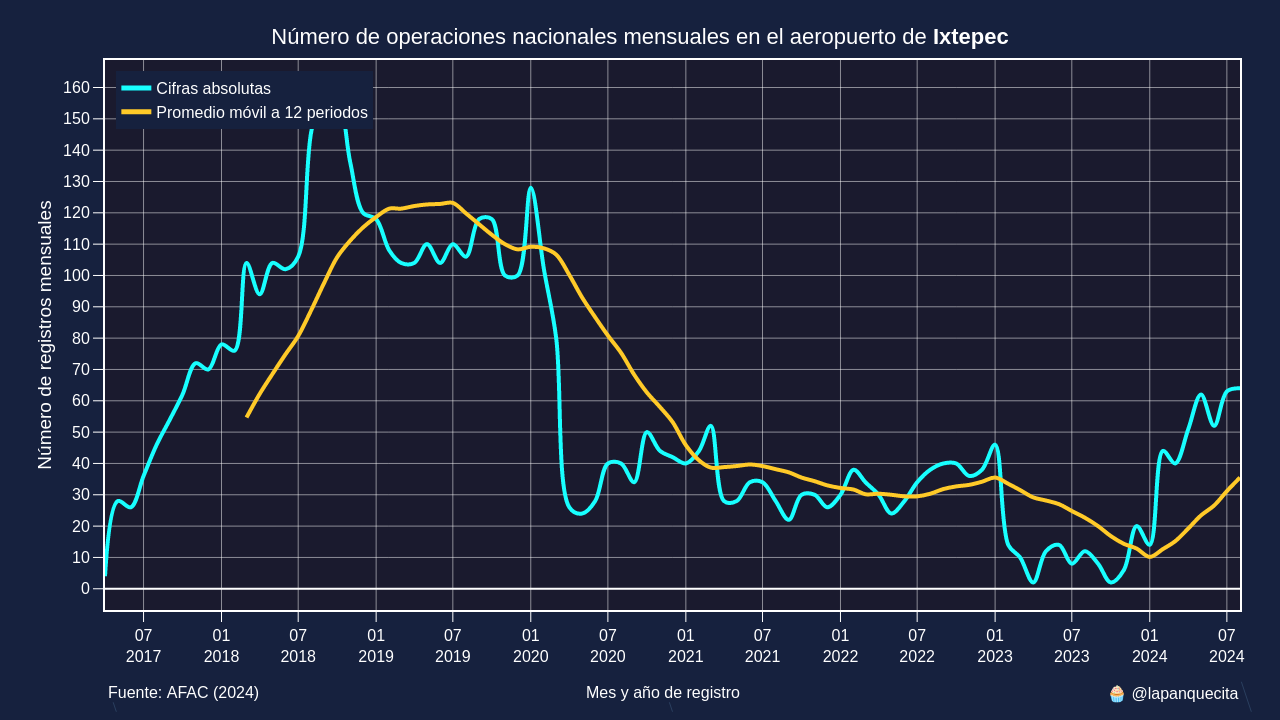 Número de operaciones nacionales mensuales en el aeropuerto de Ixtepec
Cifras absolutas
Promedio móvil a 12 periodos
Número de registros mensuales
160
150
140
130
120
110
100
90
80
70
60
50
40
30
20
10
0
07 01 07 01 07 01 07 01 07 01 07 01 07 01 07
2017 2018 2018 2019 2019 2020 2020 2021 2021 2022 2022 2023 2023 2024 2024
Fuente: AFAC (2024)
Mes y año de registro
🧁 @lapanquecita